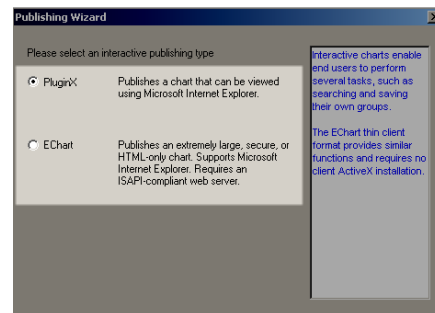 Publishing Wizard
Please select an interactive publishing type
PluginX
Publishes a chart that can be viewed
using Microsoft Internet Explorer.
EChart
Publishes an extremely large, secure, or
HTML-only chart. Supports Microsoft
Internet Explorer. Requires an
ISAPI-compliant web server.
Interactive charts enable
end users to perform
several tasks, such as
searching and saving
their own groups.
The EChart thin client
format provides similar
functions and requires no
client ActiveX installation.